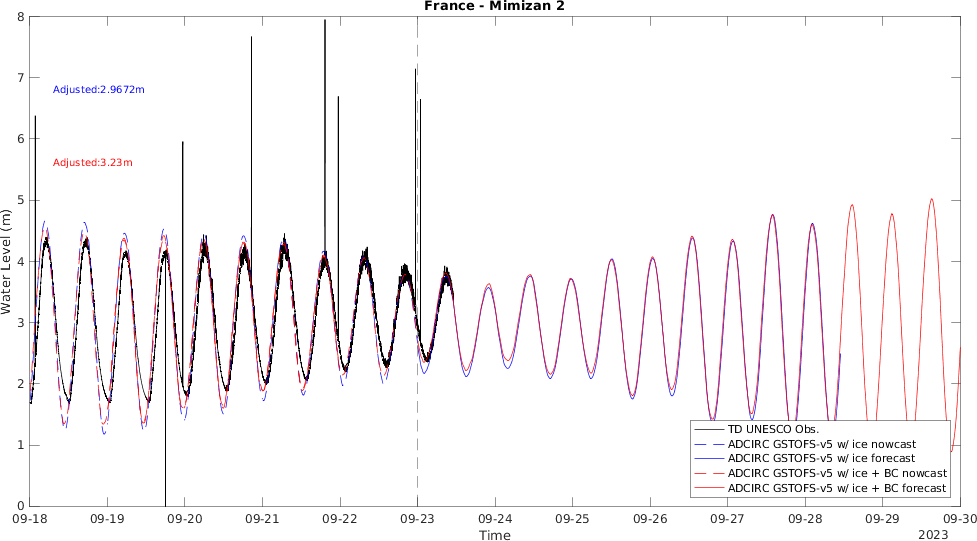 France - Mimizan 2
8
7
6
5
4
3
2
1
0
Water Level (m)
Adjusted:2.9672m
Adjusted:3.23m
TD UNESCO Obs.
ADCIRC GSTOFS-v5 w/ ice nowcast
ADCIRC GSTOFS-v5 w/ ice forecast
ADCIRC GSTOFS-v5 w/ ice + BC nowcast
ADCIRC GSTOFS-v5 w/ ice + BC forecast
09-18 09-19 09-20 09-21 09-22 09-23 09-24 09-25 09-26 09-27 09-28 09-29 09-30
Time
2023